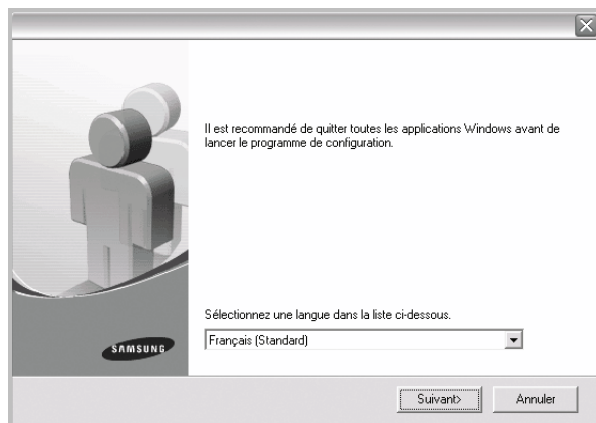 Il est recommandé de quitter toutes les applications Windows avant de
lancer le programme de configuration.
Sélectionnez une langue dans la liste ci-dessous.
Français (Standard)
SAMSUNG
Suivant>
Annuler